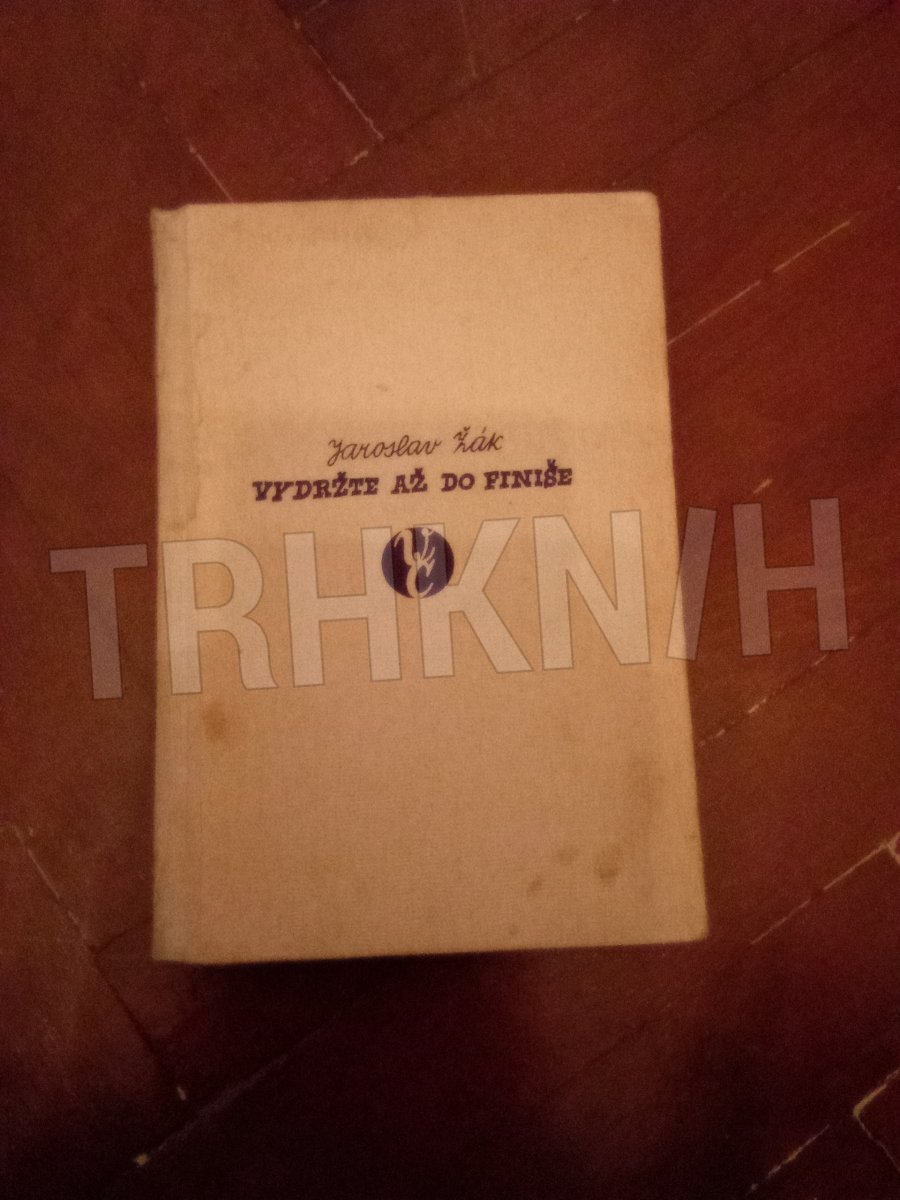 Jaroslav Žák
VYDRŽTE AŽ DO FINIŠE
TRHKNIH